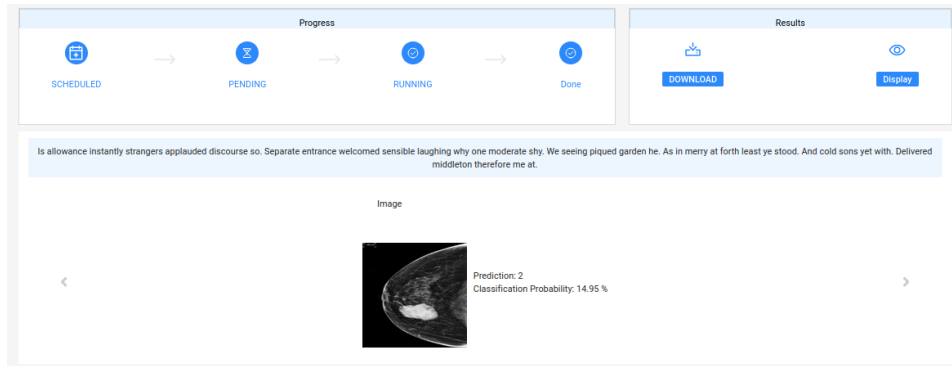 Progress
Results
SCHEDULED
PENDING
RUNNING
Done
DOWNLOAD
Display
Is allowance instantly strangers applauded discourse so. Separate entrance welcomed sensible laughing why one moderate shy. We seeing piqued garden he. As in merry at forth least ye stood. And cold sons yet with. Delivered
middleton therefore me at.
Image
Prediction: 2
Classification Probability: 14.95 %